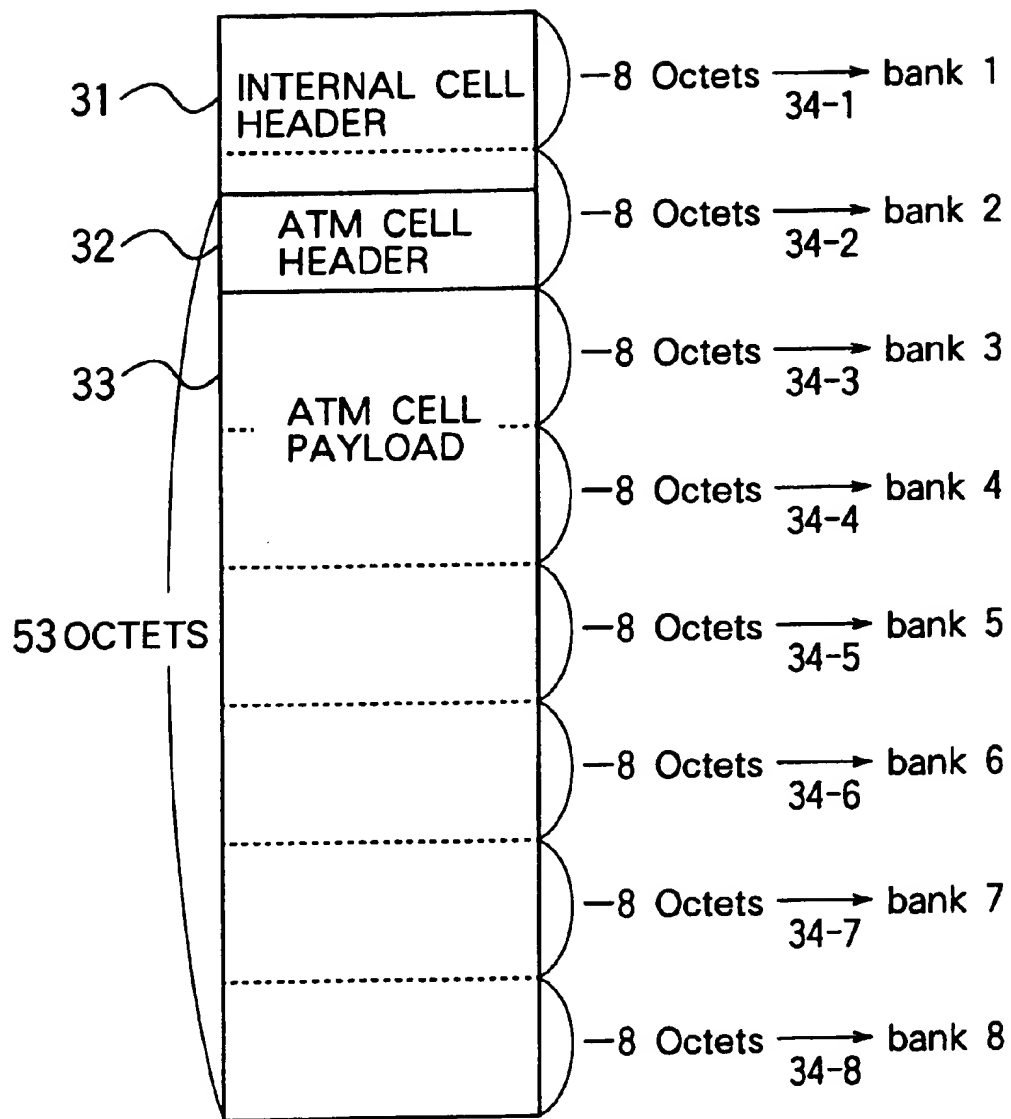 31
INTERNAL CELL
HEADER
—8 Octets → bank 1
34-1
32
ATM CELL
HEADER
—8 Octets → bank 2
34-2
33
—8 Octets → bank 3
34-3
ATM CELL
PAYLOAD
—8 Octets → bank 4
34-4
53 OCTETS
—8 Octets → bank 5
34-5
—8 Octets → bank 6
34-6
—8 Octets → bank 7
34-7
—8 Octets → bank 8
34-8